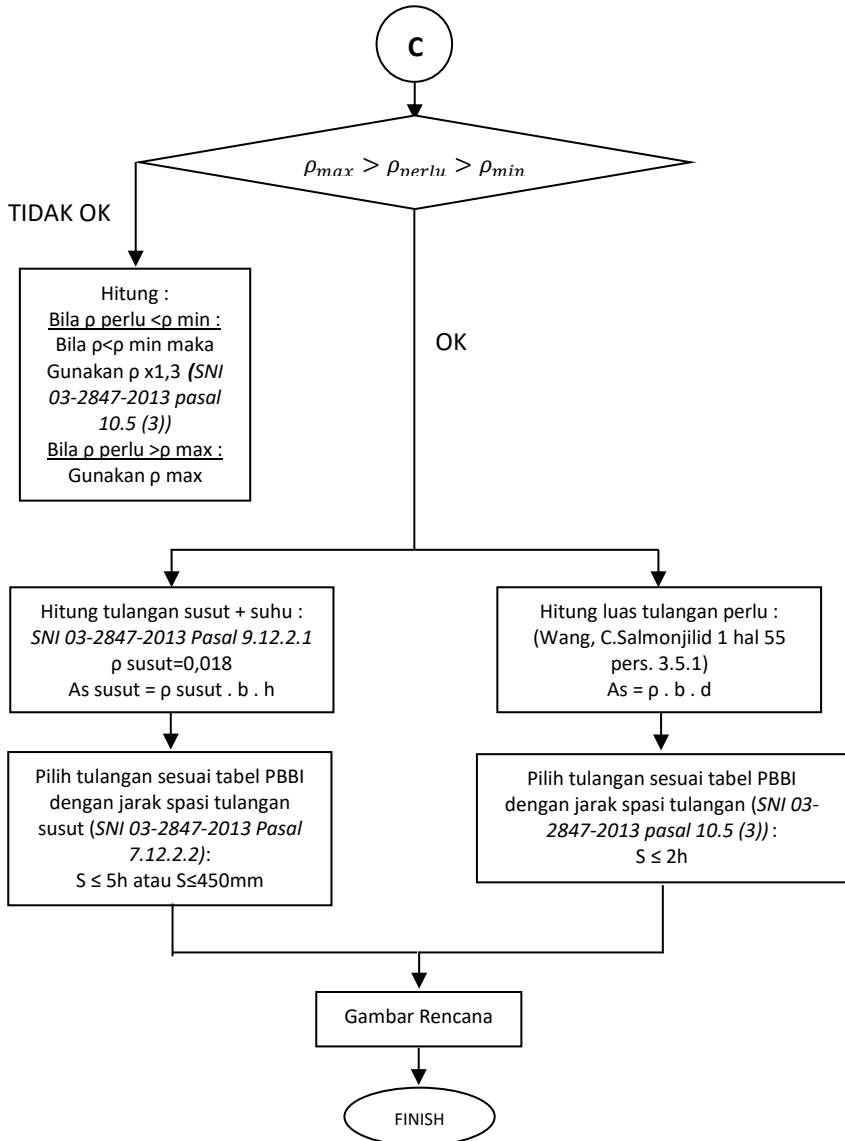 C
ρ_max > ρ_perlu > ρ_min
TIDAK OK
Hitung :
Bila ρ perlu <ρ min :
Bila ρ<ρ min maka
Gunakan ρ x1,3 (SNI
03-2847-2013 pasal
10.5 (3))
Bila ρ perlu >ρ max :
Gunakan ρ max
OK
Hitung tulangan susut + suhu :
SNI 03-2847-2013 Pasal 9.12.2.1
ρ susut=0,018
As susut = ρ susut . b . h
Hitung luas tulangan perlu :
(Wang, C.Salmonjilid 1 hal 55
pers. 3.5.1)
As = ρ . b . d
Pilih tulangan sesuai tabel PBBI
dengan jarak spasi tulangan
susut (SNI 03-2847-2013 Pasal
7.12.2.2):
S ≤ 5h atau S≤450mm
Pilih tulangan sesuai tabel PBBI
dengan jarak spasi tulangan (SNI 03-
2847-2013 pasal 10.5 (3)) :
S ≤ 2h
Gambar Rencana
FINISH